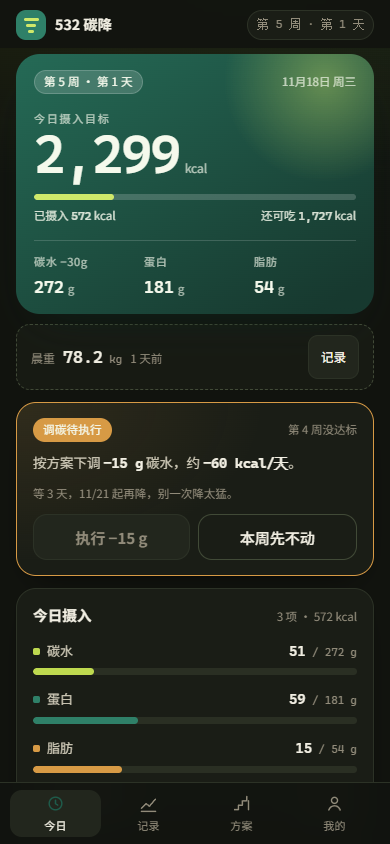 532 碳降
第 5 周 · 第 1 天
第 5 周 · 第 1 天
11月18日 周三
今日摄入目标
2,299 kcal
已摄入 572 kcal
还可吃 1,727 kcal
碳水 −30g
蛋白
脂肪
272 g
181 g
54 g
晨重 78.2 kg 1 天前
记录
调碳待执行
第 4 周没达标
按方案下调 −15 g 碳水，约 −60 kcal/天。
等 3 天，11/21 起再降，别一次降太猛。
执行 −15 g
本周先不动
今日摄入
3 项 · 572 kcal
碳水
51 / 272 g
蛋白
59 / 181 g
脂肪
15 / 54 g
今日
记录
方案
我的